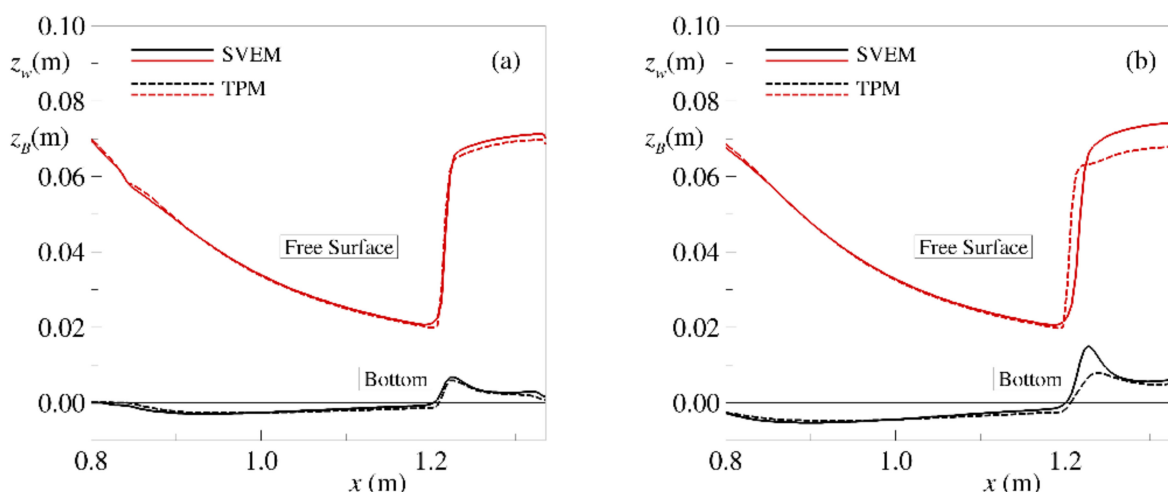 0.10
z_w(m)
0.08
z_B(m)
0.06
0.04
0.02
0.00
SVEM
TPM
(a)
Free Surface
Bottom
0.8 1.0 1.2
x (m)
0.10
z_w(m)
0.08
z_B(m)
0.06
0.04
0.02
0.00
SVEM
TPM
(b)
Free Surface
Bottom
0.8 1.0 1.2
x (m)